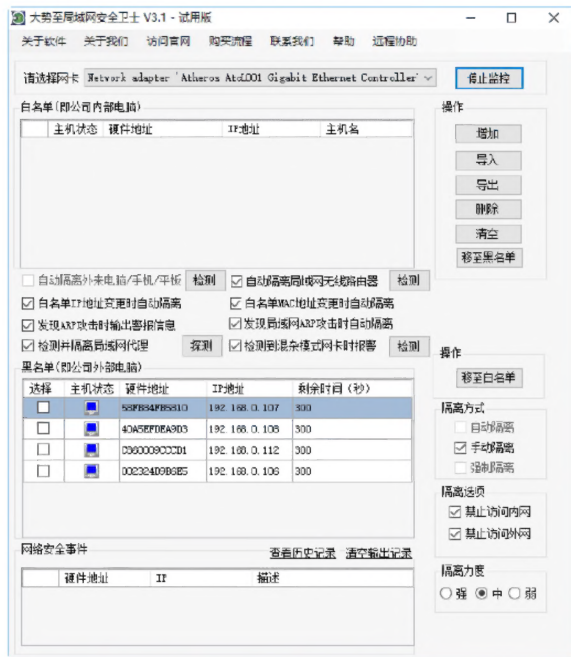 大势至局域网安全卫士 V3.1 - 试用版
关于软件 关于我们 访问官网 购买流程 联系我们 帮助 远程协助
请选择网卡 Network adapter 'Atheros AtcL001 Gigabit Ethernet Controller' 停止监控
白名单(即公司内部电脑) 操作
主机状态 硬件地址 IP地址 主机名
增加
导入
导出
删除
清空
移至黑名单
自动隔离外来电脑/手机/平板 检测 自动隔离局域网无线路由器 检测
白名单IP地址变更时自动隔离 白名单MAC地址变更时自动隔离
发现ARP攻击时输出警报信息 发现局域网ARP攻击时自动隔离
检测并隔离局域网代理 探测 检测到混杂模式网卡时报警 检测
操作
黑名单(即公司外部电脑)
移至白名单
选择 主机状态 硬件地址 IP地址 剩余时间(秒)
192.168.0.107 300
40A5EFDEA9D3 192.168.0.108 300
C860009CCCD1 192.168.0.112 300
002324D9B6E5 192.168.0.106 300
隔离方式
自动隔离
手动隔离
强制隔离
隔离选项
禁止访问内网
禁止访问外网
网络安全事件 查看历史记录 清空输出记录
硬件地址 IP 描述
隔离力度
强 中 弱